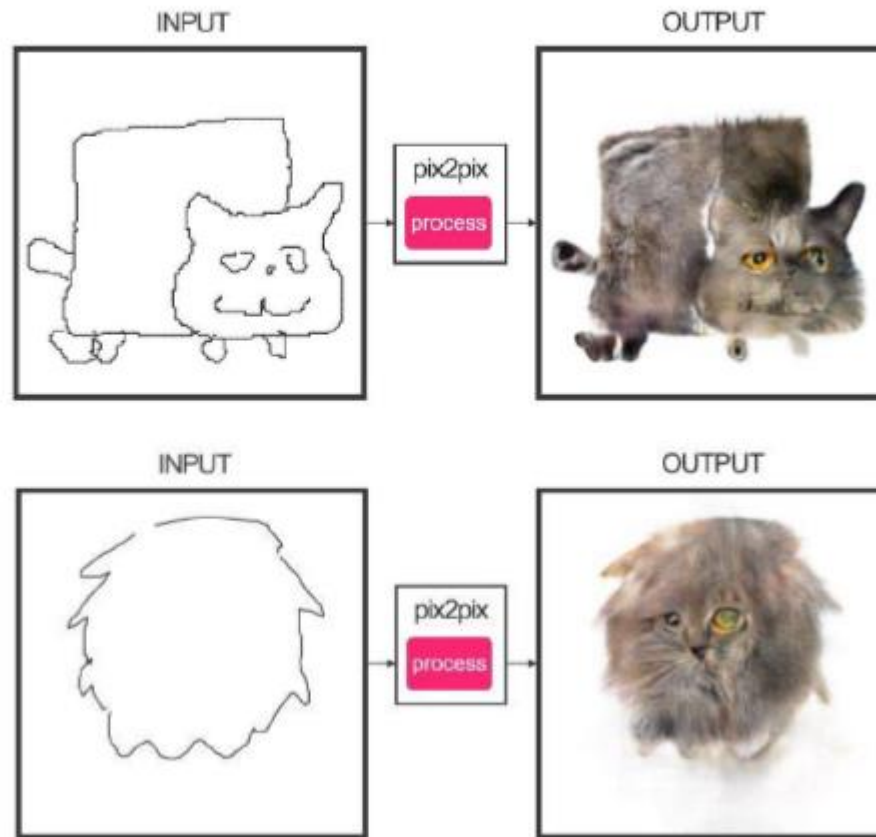 INPUT
OUTPUT
pix2pix
process
INPUT
OUTPUT
pix2pix
process